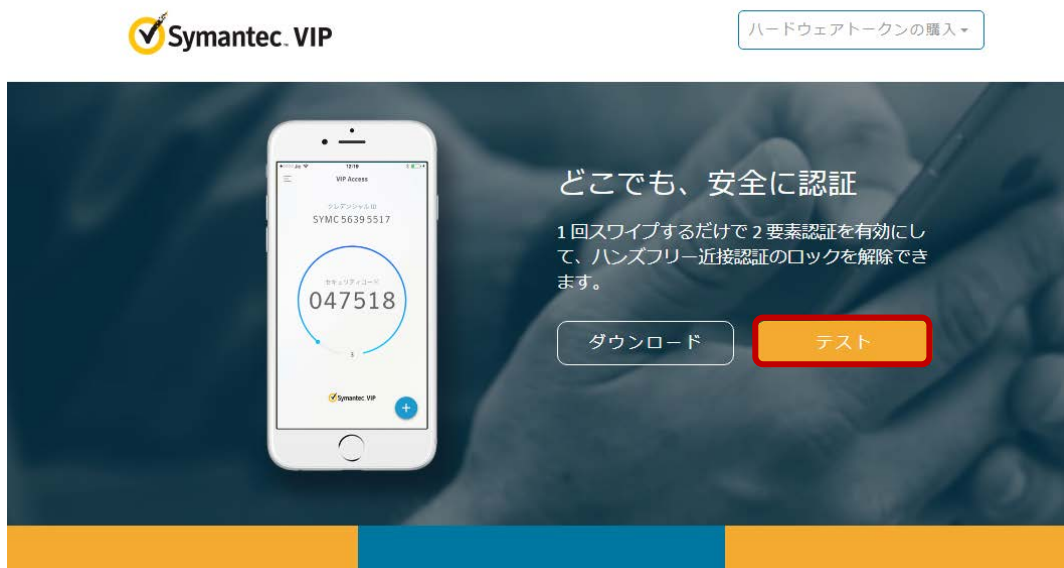 Symantec. VIP
ハードウェアトークンの購入
12:19
VIP Access
クレデンシャル ID
SYMC 5639 5517
セキュリティコード
047518
3
Symantec. VIP
どこでも、安全に認証
1 回スワイプするだけで 2 要素認証を有効にし
て、ハンズフリー近接認証のロックを解除でき
ます。
ダウンロード
テスト